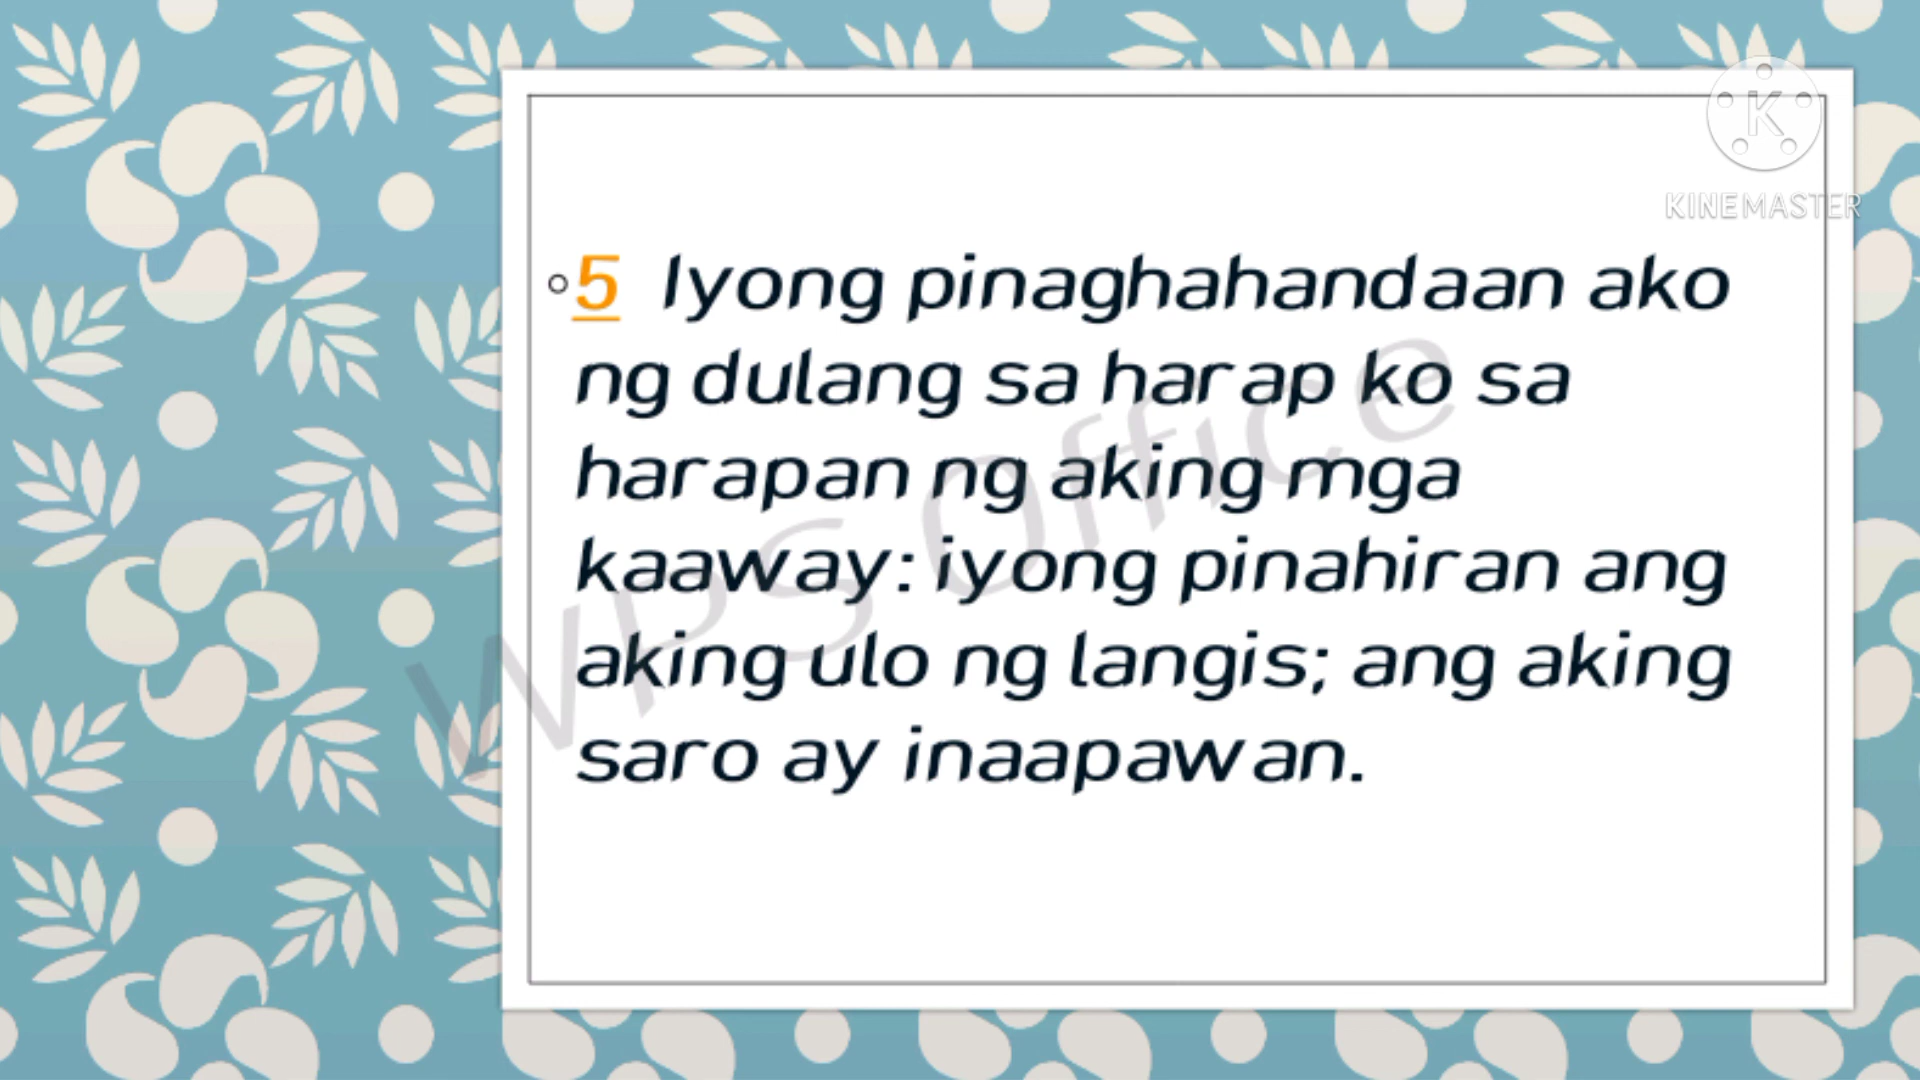 KINEMASTER
5 Iyong pinaghahandaan ako
ng dulang sa harap ko sa
harapan ng aking mga
kaaway: iyong pinahiran ang
aking ulo ng langis; ang aking
saro ay inaapawan.
WPS Office